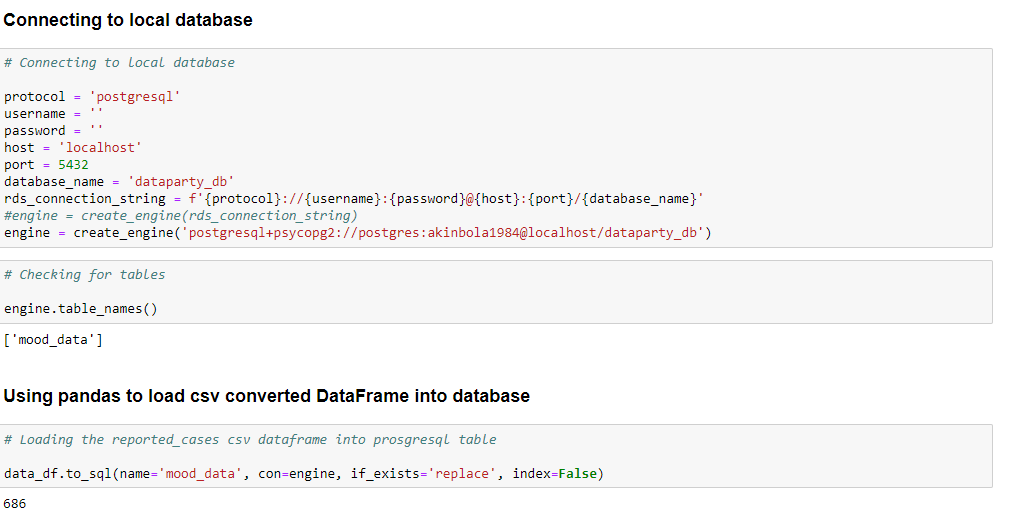 Connecting to local database
# Connecting to local database
protocol = 'postgresql'
username = ''
password = ''
host = 'localhost'
port = 5432
database_name = 'dataparty_db'
rds_connection_string = f'{protocol}://{username}:{password}@{host}:{port}/{database_name}'
#engine = create_engine(rds_connection_string)
engine = create_engine('postgresql+psycopg2://postgres:akinbola1984@localhost/dataparty_db')
# Checking for tables
engine.table_names()
['mood_data']
Using pandas to load csv converted DataFrame into database
# Loading the reported_cases csv dataframe into prosgresql table
data_df.to_sql(name='mood_data', con=engine, if_exists='replace', index=False)
686